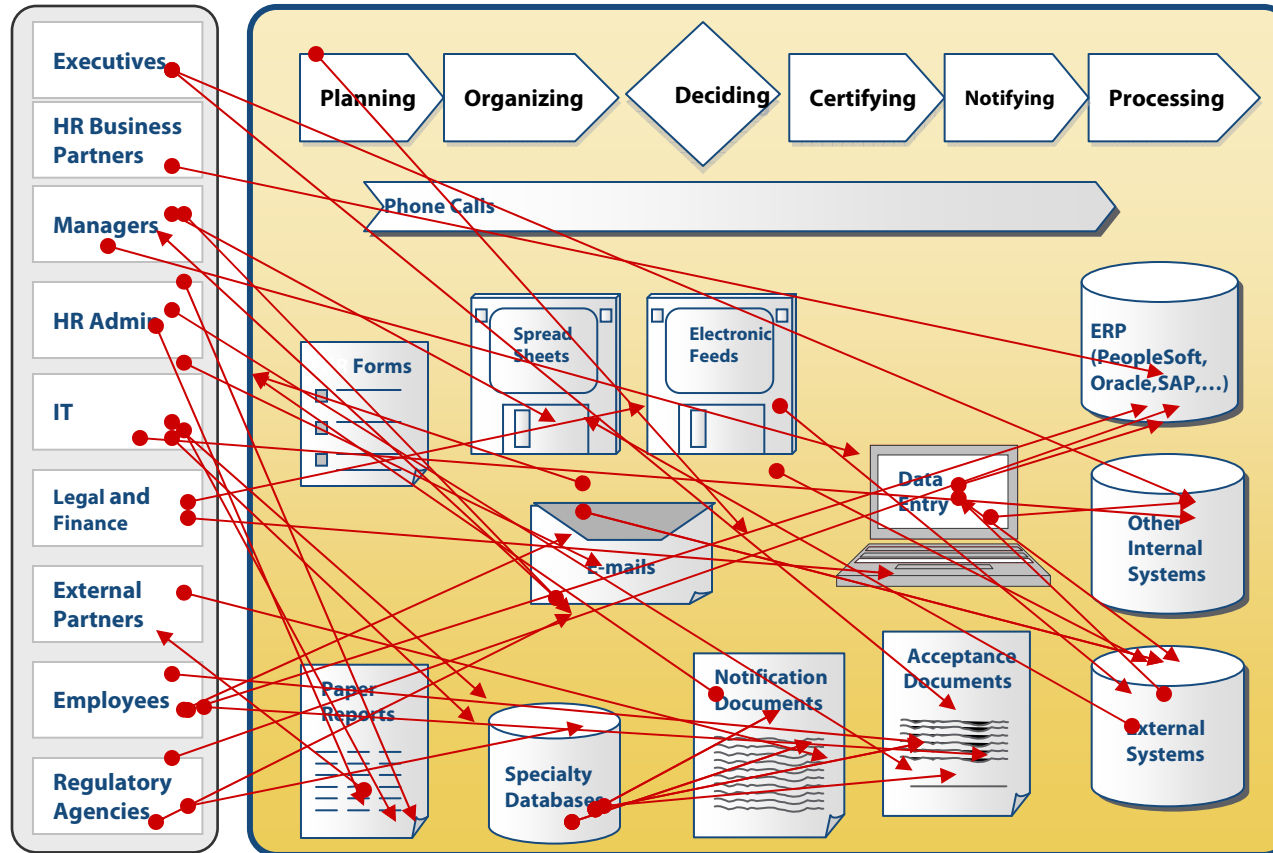 Executives
HR Business
Partners
Managers
HR Admin
IT
Legal and
Finance
External
Partners
Employees
Regulatory
Agencies
Planning
Organizing
Deciding
Certifying
Notifying
Processing
Phone Calls
Forms
Spread
Sheets
Electronic
Feeds
ERP
(PeopleSoft,
Oracle,SAP,…)
Data
Entry
Other
Internal
Systems
E-mails
Paper
Reports
Specialty
Databases
Notification
Documents
Acceptance
Documents
External
Systems